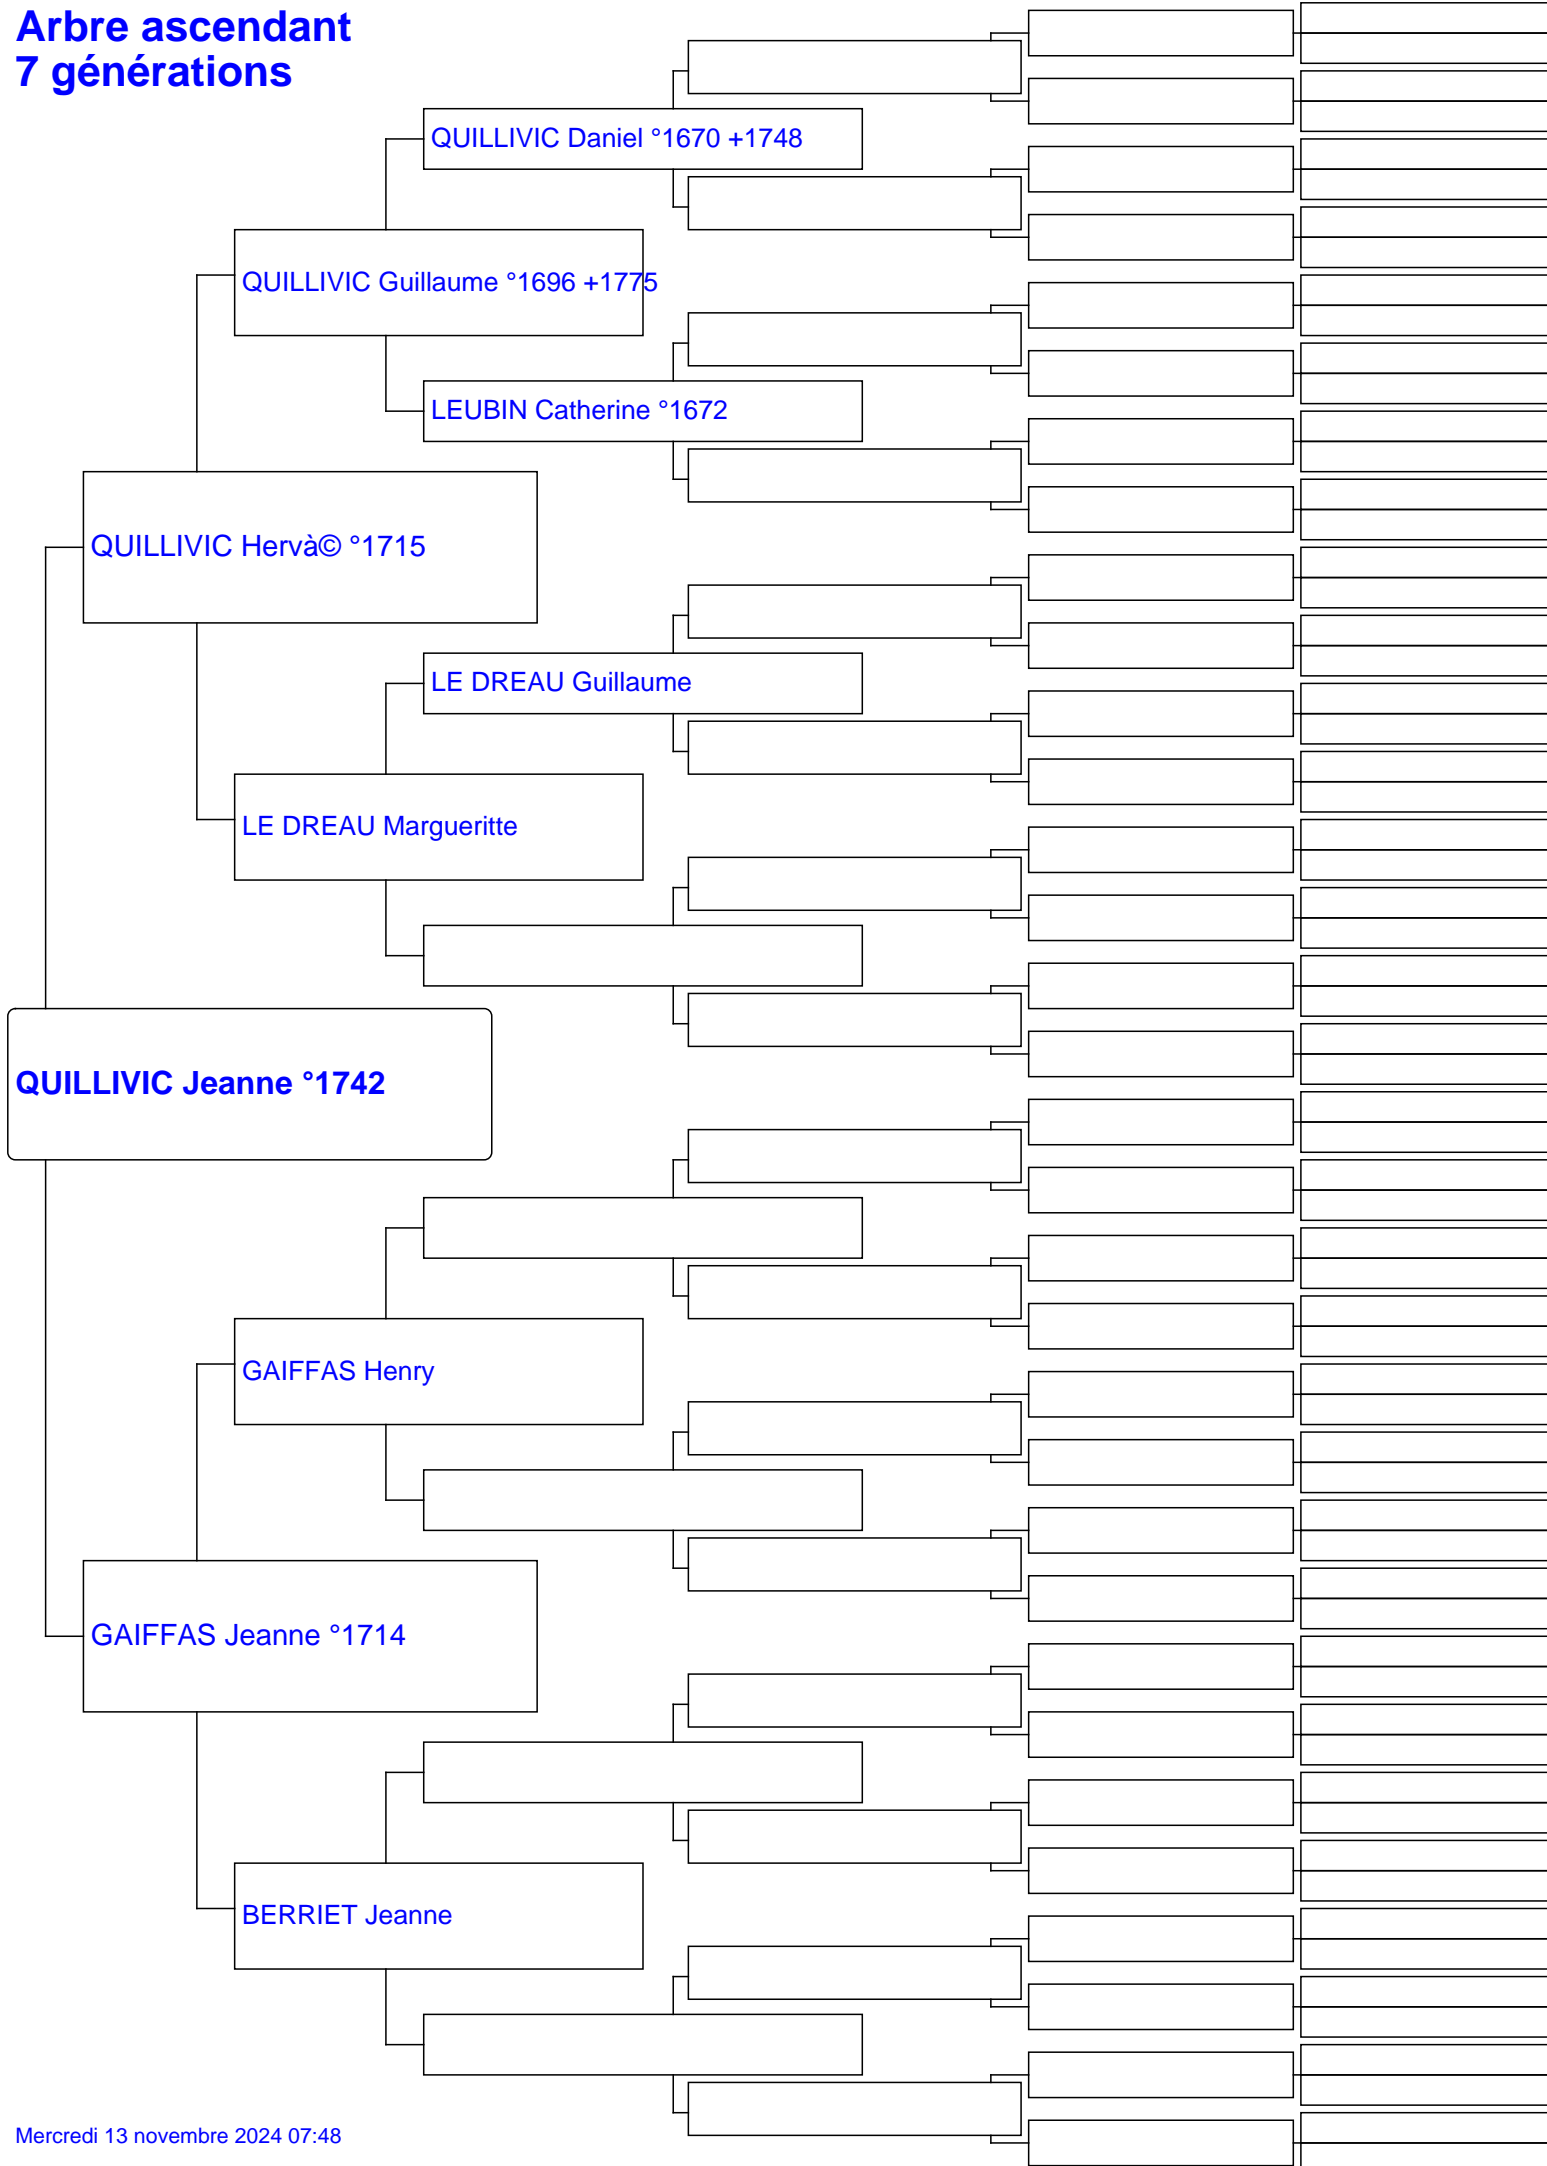 Arbre ascendant
7 générations
QUILLIVIC Daniel °1670 +1748
QUILLIVIC Guillaume °1696 +1775
LEUBIN Catherine °1672
QUILLIVIC Hervà© °1715
LE DREAU Guillaume
LE DREAU Margueritte
QUILLIVIC Jeanne °1742
GAIFFAS Henry
GAIFFAS Jeanne °1714
BERRIET Jeanne
Mercredi 13 novembre 2024 07:48